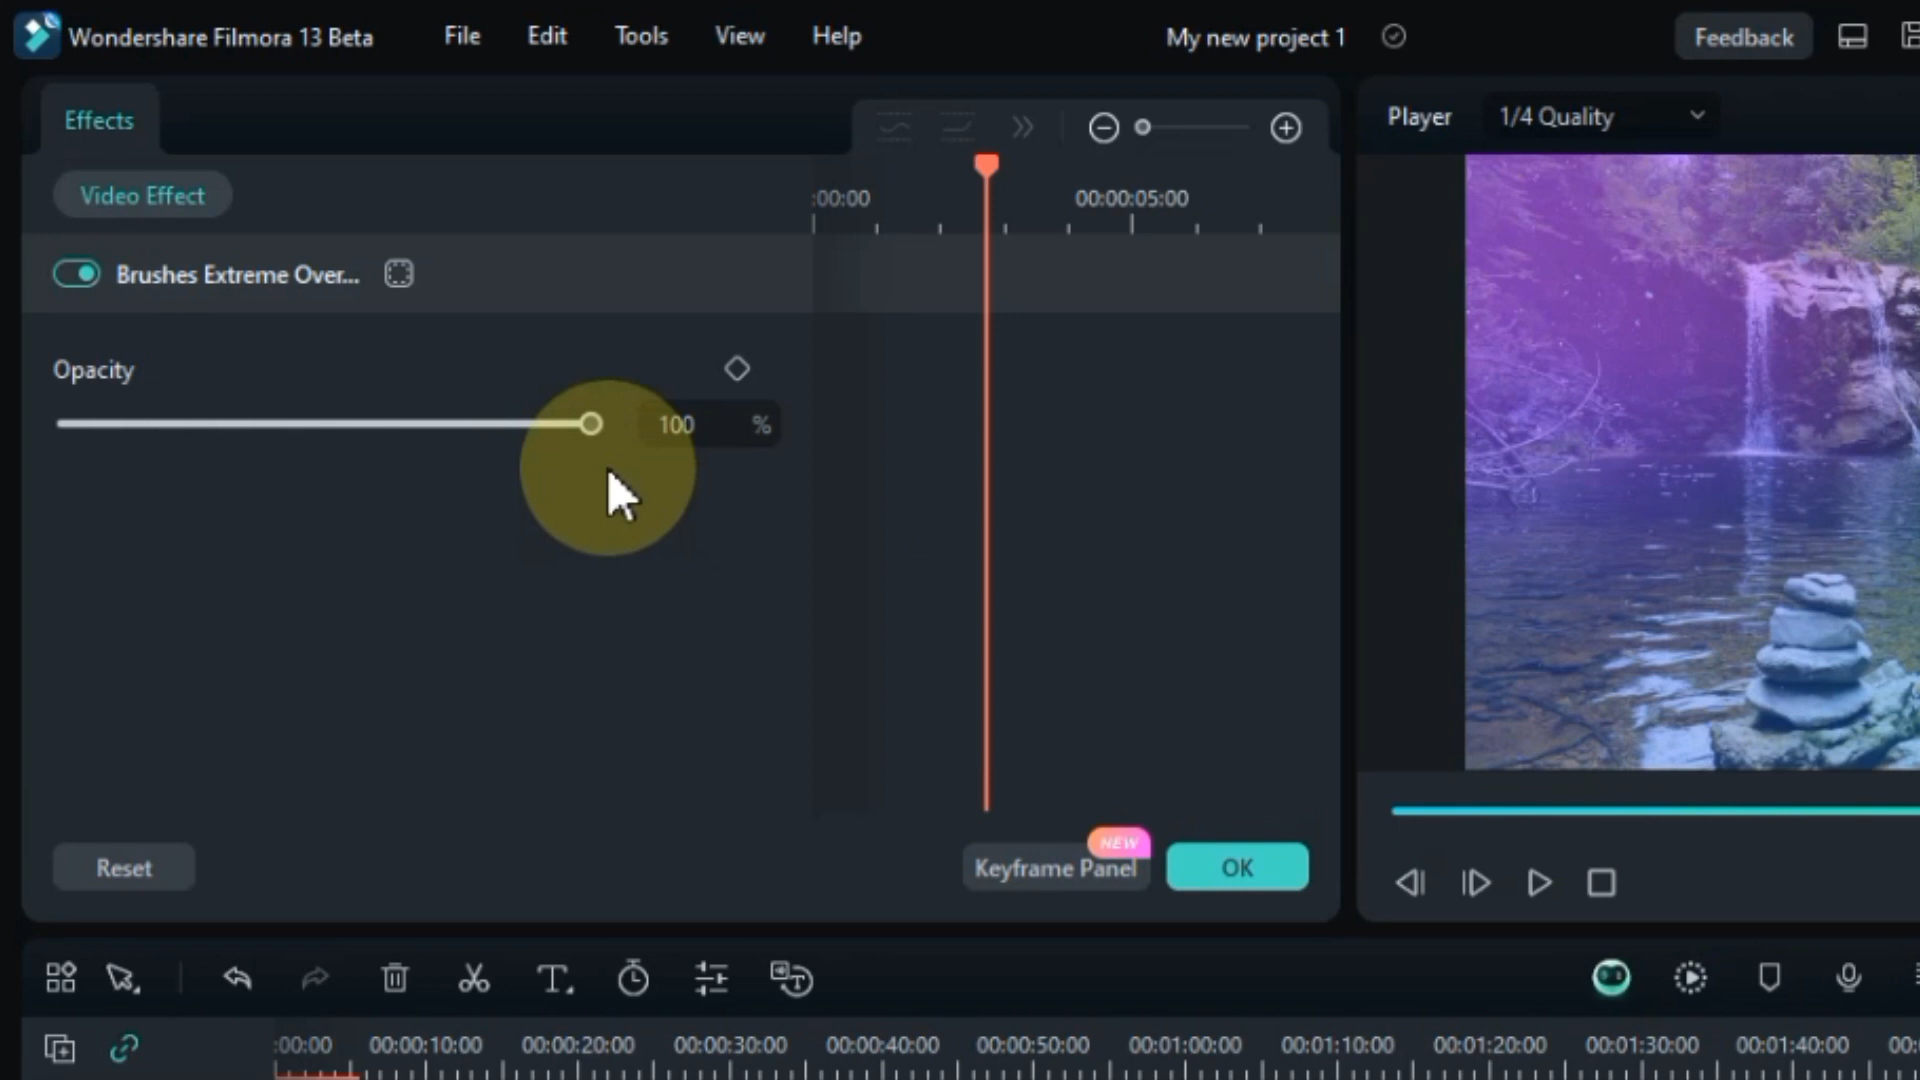 Wondershare Filmora 13 Beta
File Edit Tools View Help
My new project 1
Feedback
Effects
Player 1/4 Quality
Video Effect
:00:00 00:00:05:00
Brushes Extreme Over...
Opacity
100 %
NEW
Reset
Keyframe Panel
OK
:00:00 00:00:10:00 00:00:20:00 00:00:30:00 00:00:40:00 00:00:50:00 00:01:00:00 00:01:10:00 00:01:20:00 00:01:30:00 00:01:40:00 00: